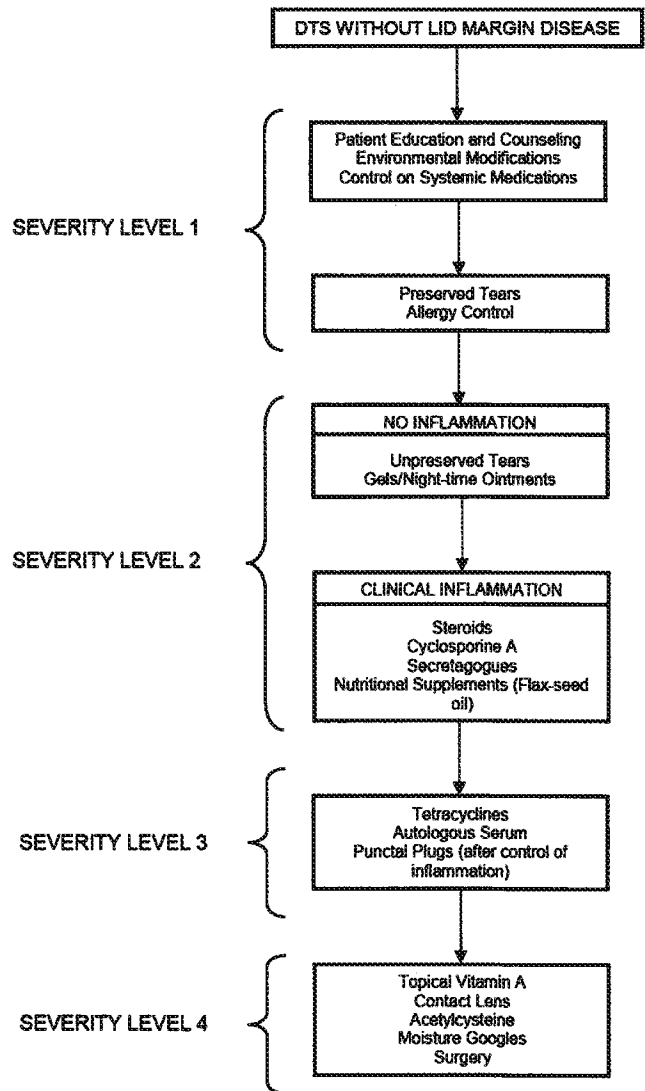 DTS WITHOUT LID MARGIN DISEASE
SEVERITY LEVEL 1
Patient Education and Counseling
Environmental Modifications
Control on Systemic Medications
Preserved Tears
Allergy Control
SEVERITY LEVEL 2
NO INFLAMMATION
Unpreserved Tears
Gels/Night-time Ointments
CLINICAL INFLAMMATION
Steroids
Cyclosporine A
Secretagogues
Nutritional Supplements (Flax-seed
oil)
SEVERITY LEVEL 3
Tetracyclines
Autologous Serum
Punctal Plugs (after control of
inflammation)
SEVERITY LEVEL 4
Topical Vitamin A
Contact Lens
Acetylcysteine
Moisture Googles
Surgery